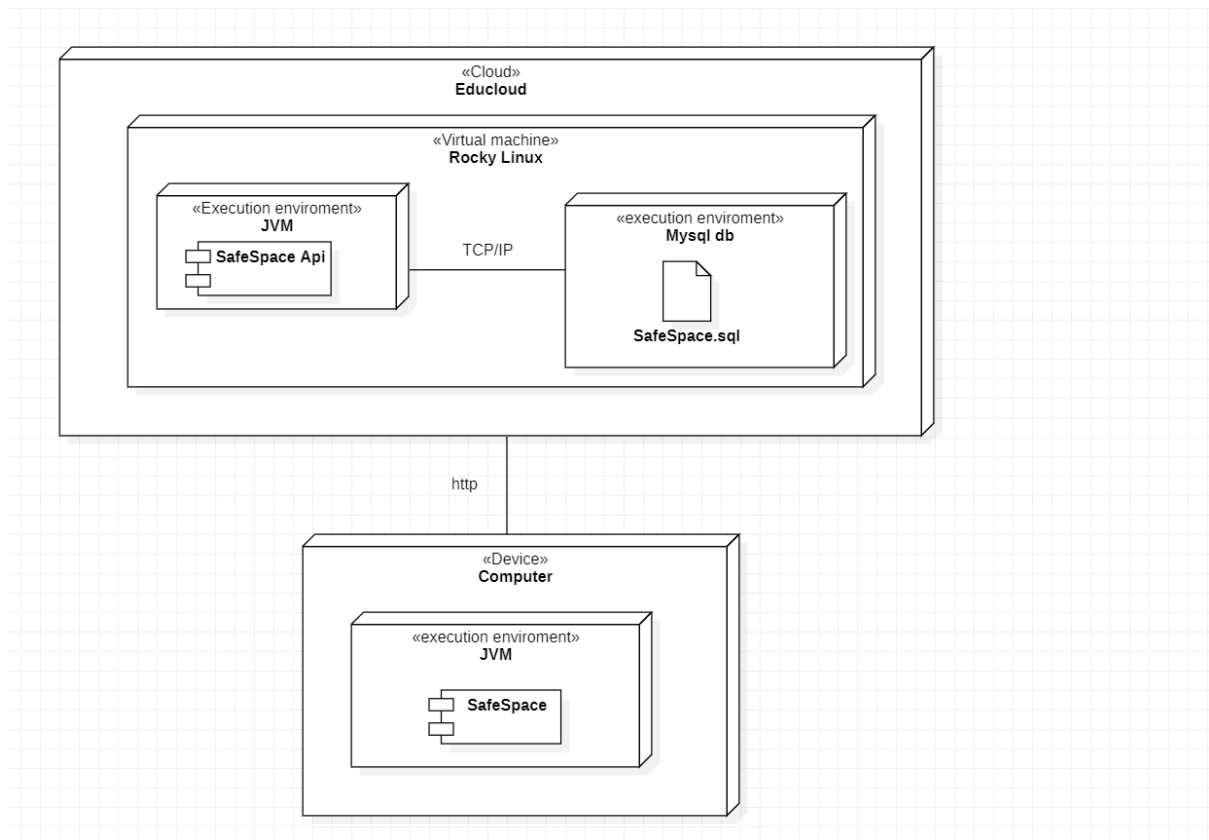 «Cloud»
Educloud
«Virtual machine»
Rocky Linux
«Execution enviroment»
JVM
SafeSpace Api
TCP/IP
«execution enviroment»
Mysql db
SafeSpace.sql
http
«Device»
Computer
«execution enviroment»
JVM
SafeSpace